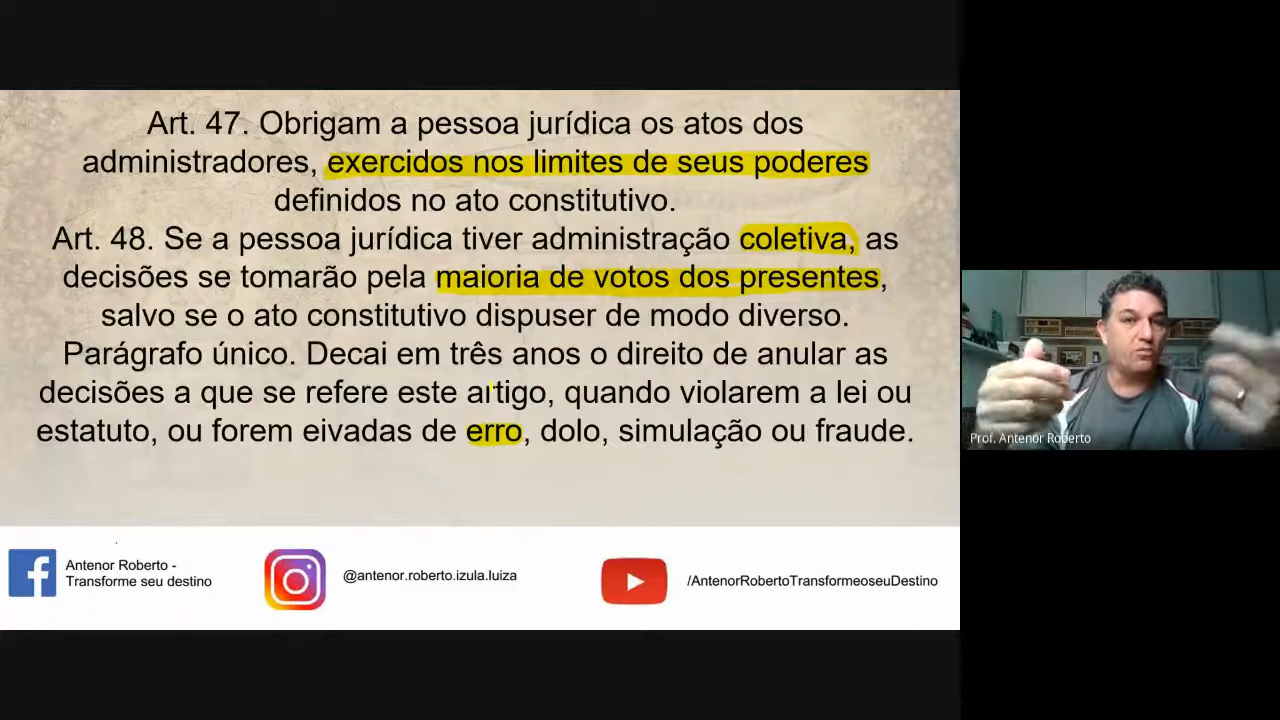 Art. 47. Obrigam a pessoa jurídica os atos dos
administradores, exercidos nos limites de seus poderes
definidos no ato constitutivo.
Art. 48. Se a pessoa jurídica tiver administração coletiva, as
decisões se tomarão pela maioria de votos dos presentes,
salvo se o ato constitutivo dispuser de modo diverso.
Parágrafo único. Decai em três anos o direito de anular as
decisões a que se refere este artigo, quando violarem a lei ou
estatuto, ou forem eivadas de erro, dolo, simulação ou fraude.
Prof. Antenor Roberto
Antenor Roberto -
Transforme seu destino
@antenor.roberto.izula.luiza
/AntenorRobertoTransformeoseuDestino